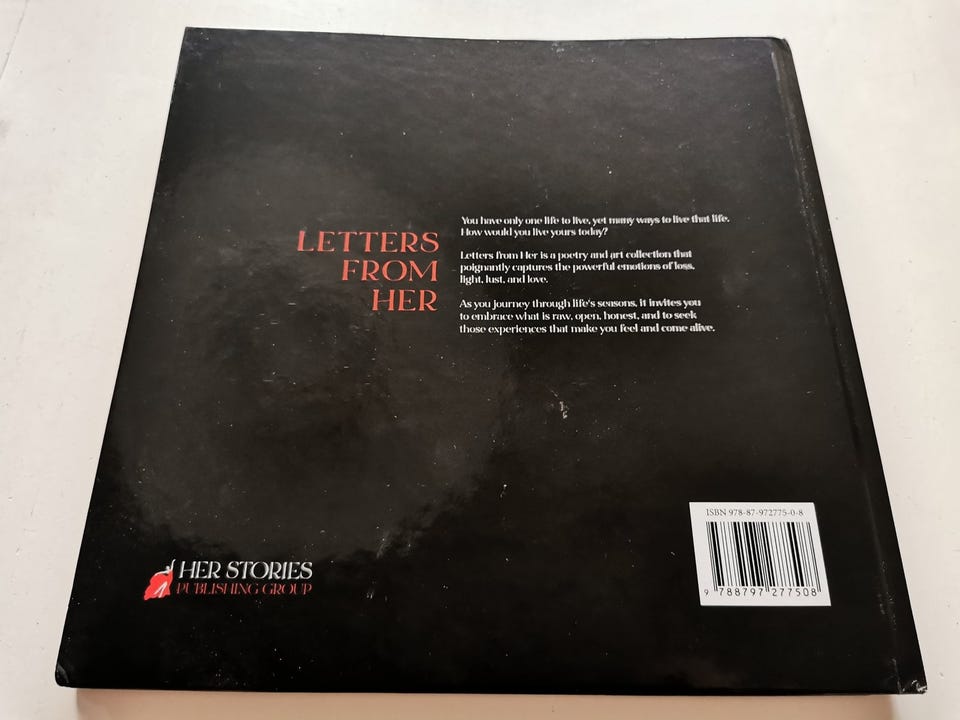 LETTERS
FROM
HER
You have only one life to live, yet many ways to live that life.
How would you live yours today?
Letters from Her is a poetry and art collection that
poignantly captures the powerful emotions of loss,
light, lust, and love.
As you journey through life's seasons, it invites you
to embrace what is raw, open, honest, and to seek
those experiences that make you feel and come alive.
HER STORIES
PUBLISHING GROUP
ISBN 978-87-972775-0-8
9 788797 277508